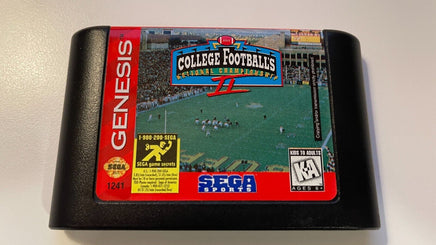 GENESIS
COLLEGE FOOTBALL'S
NATIONAL CHAMPIONSHIP
II
1-900-200-SEGA
SEGA game secrets
SEGA
1241
SEGA
SPORTS
KIDS TO ADULTS
K-A
AGES 6+